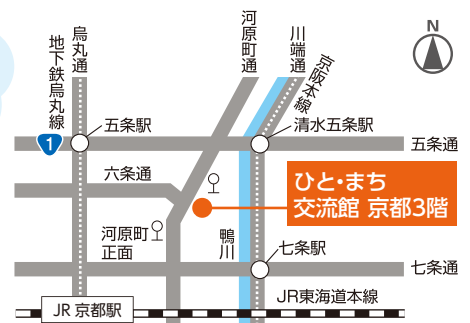 N
烏丸通
地下鉄烏丸線
河原町通
川端通
京阪本線
1
五条駅
清水五条駅
五条通
六条通
ひと・まち
交流館 京都3階
河原町
正面
鴨川
七条駅
七条通
JR東海道本線
JR 京都駅